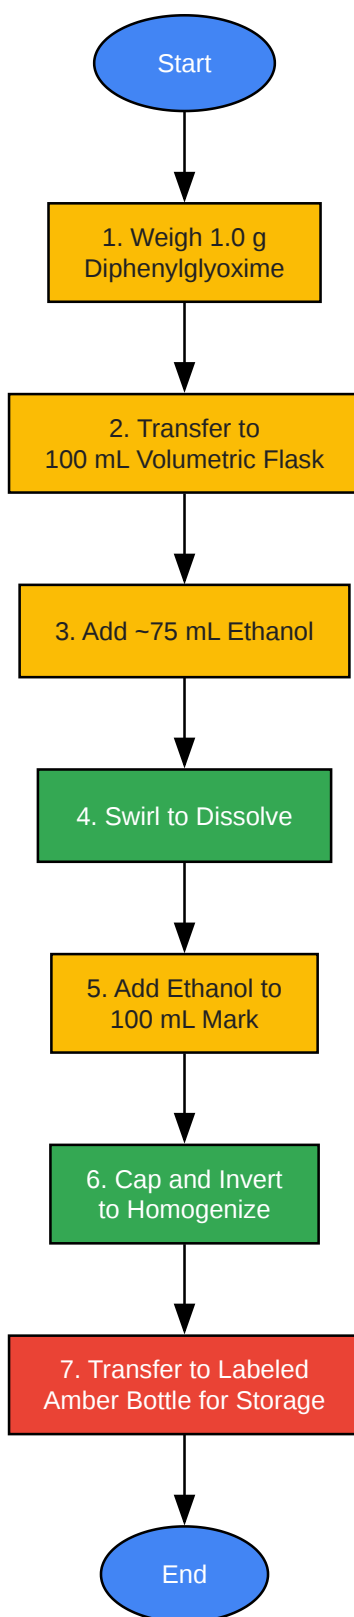 Start
1. Weigh 1.0 g
Diphenylglyoxime
2. Transfer to
100 mL Volumetric Flask
3. Add ~75 mL Ethanol
4. Swirl to Dissolve
5. Add Ethanol to
100 mL Mark
6. Cap and Invert
to Homogenize
7. Transfer to Labeled
Amber Bottle for Storage
End